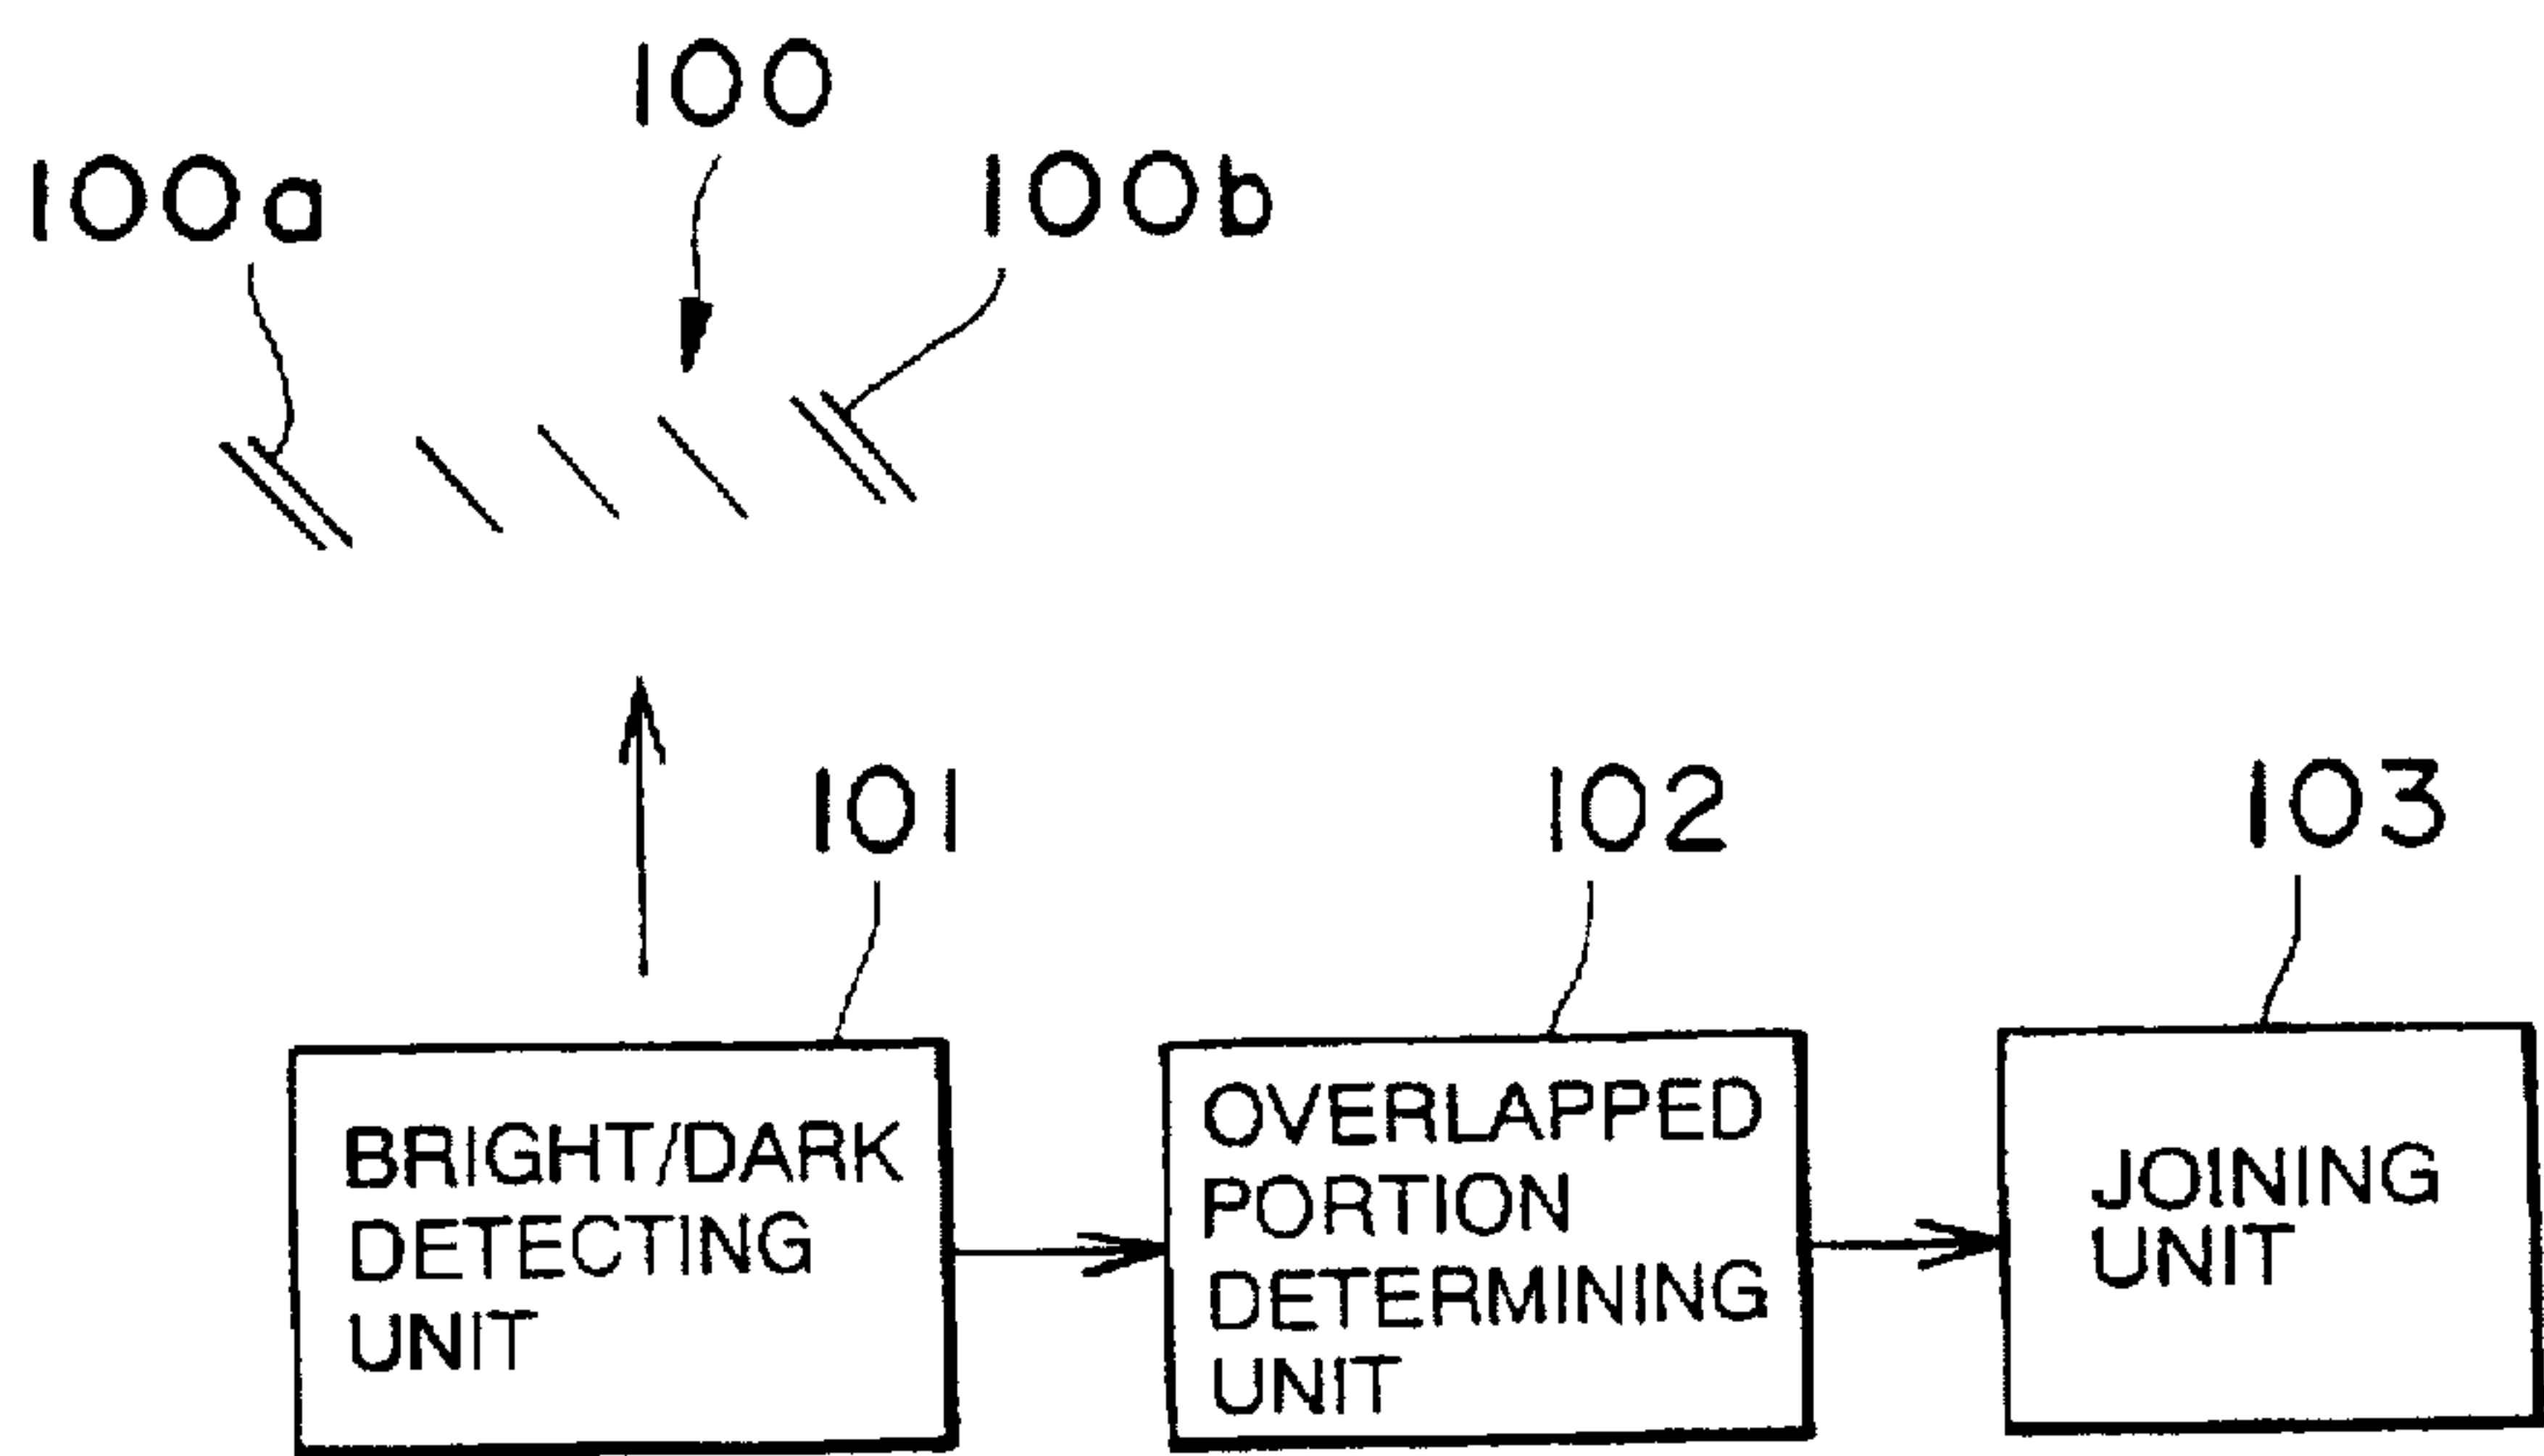 100
100a
100b
101
102
103
BRIGHT/DARK
DETECTING
UNIT
OVERLAPPED
PORTION
DETERMINING
UNIT
JOINING
UNIT